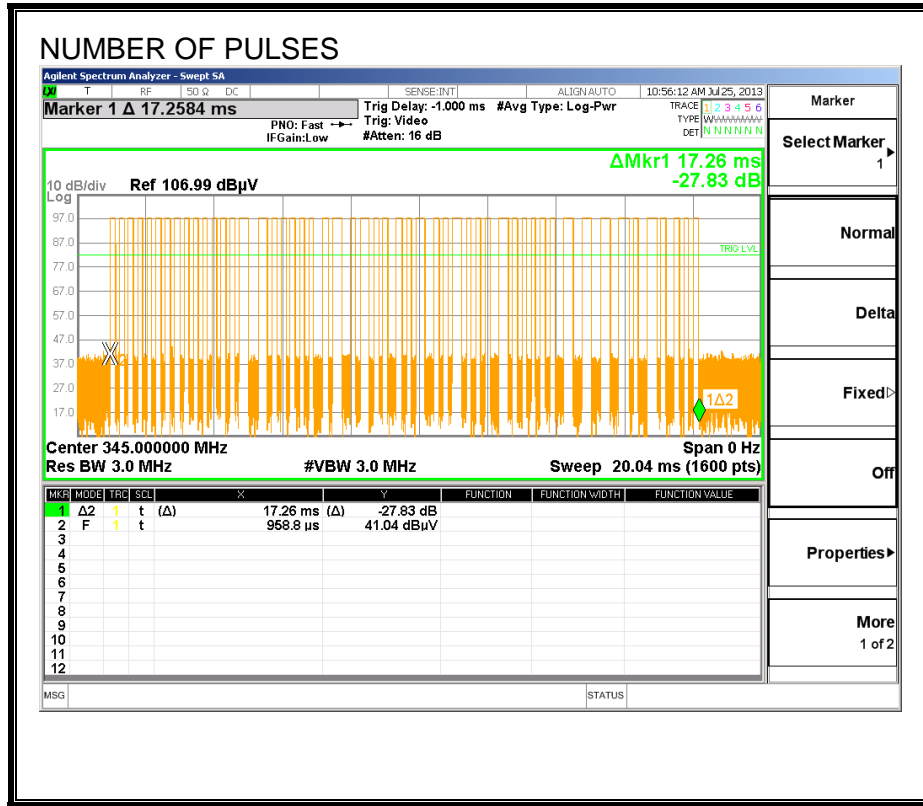 NUMBER OF PULSES
Agilent Spectrum Analyzer - Swept SA
LXI T RF 50 Ω DC SENSE:INT ALIGN AUTO 10:56:12 AM Jul 25, 2013
Marker 1 Δ 17.2584 ms
PNO: Fast
IFGain:Low
Trig Delay: -1.000 ms #Avg Type: Log-Pwr
Trig: Video
#Atten: 16 dB
TRACE 1 2 3 4 5 6
TYPE WWWWWW
DET N N N N N N
ΔMkr1 17.26 ms
-27.83 dB
10 dB/div Ref 106.99 dBµV
Log
97.0
87.0
TRIG LVL
77.0
67.0
57.0
47.0
37.0
27.0
17.0
X2
1Δ2
Center 345.000000 MHz Span 0 Hz
Res BW 3.0 MHz #VBW 3.0 MHz Sweep 20.04 ms (1600 pts)
MKR MODE TRC SCL X Y FUNCTION FUNCTION WIDTH FUNCTION VALUE
1 Δ2 1 t (Δ) 17.26 ms (Δ) -27.83 dB
2 F 1 t 958.8 µs 41.04 dBµV
3
4
5
6
7
8
9
10
11
12
MSG STATUS
Marker
Select Marker
1
Normal
Delta
Fixed
Off
Properties
More
1 of 2